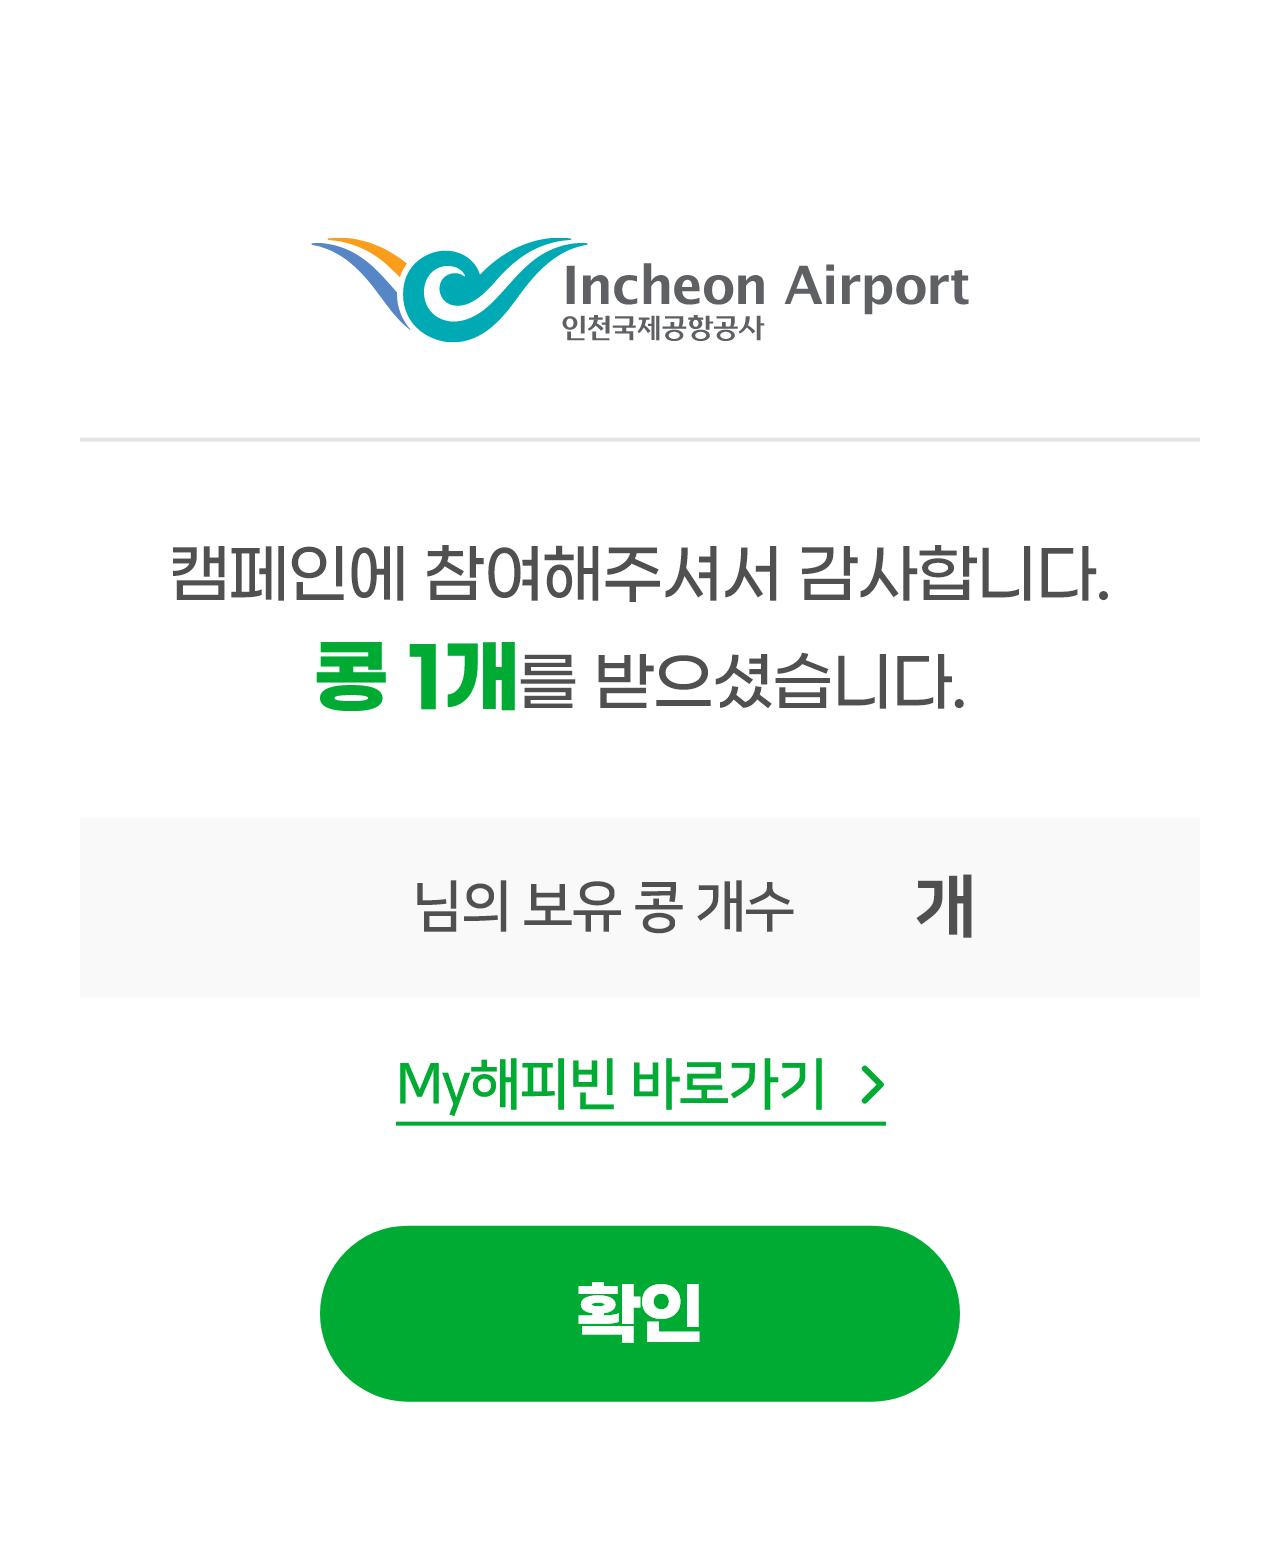 Incheon Airport
인천국제공항공사
캠페인에 참여해주셔서 감사합니다.
콩 1개를 받으셨습니다.
님의 보유 콩 개수 개
My해피빈 바로가기
확인